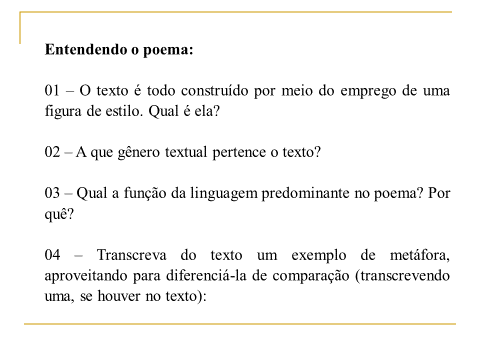 Entendendo o poema:
01 – O texto é todo construído por meio do emprego de uma
figura de estilo. Qual é ela?
02 – A que gênero textual pertence o texto?
03 – Qual a função da linguagem predominante no poema? Por
quê?
04 – Transcreva do texto um exemplo de metáfora,
aproveitando para diferenciá-la de comparação (transcrevendo
uma, se houver no texto):